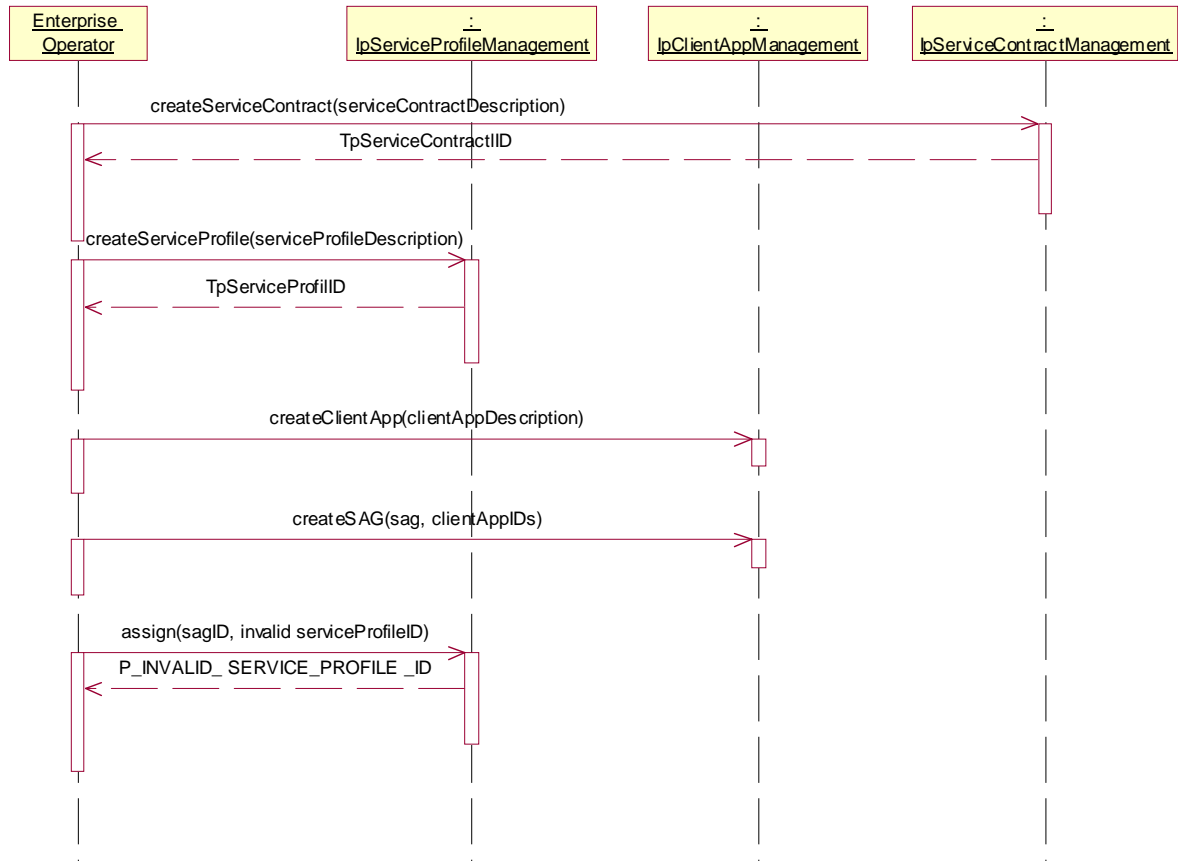 Enterprise
Operator
:
IpServiceProfileManagement
:
IpClientAppManagement
:
IpServiceContractManagement
createServiceContract(serviceContractDescription)
TpServiceContractIID
createServiceProfile(serviceProfileDescription)
TpServiceProfilIID
createClientApp(clientAppDescription)
createSAG(sag, clientAppIDs)
assign(sagID, invalid serviceProfileID)
P_INVALID_ SERVICE_PROFILE _ID